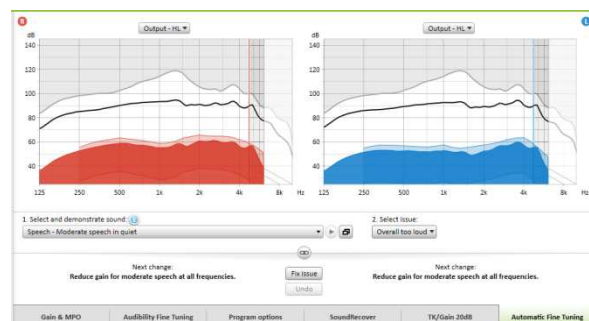 R
L
Output - HL
Output - HL
dB
140
120
100
80
60
40
125 250 500 1k 2k 4k 8k Hz
dB
140
120
100
80
60
40
125 250 500 1k 2k 4k 8k Hz
1. Select and demonstrate sound:
2. Select issue:
Speech - Moderate speech in quiet
Overall too loud
Next change:
Reduce gain for moderate speech at all frequencies.
Fix issue
Undo
Next change:
Reduce gain for moderate speech at all frequencies.
Gain & MPO
Audibility Fine Tuning
Program options
SoundRecover
TK/Gain 20dB
Automatic Fine Tuning